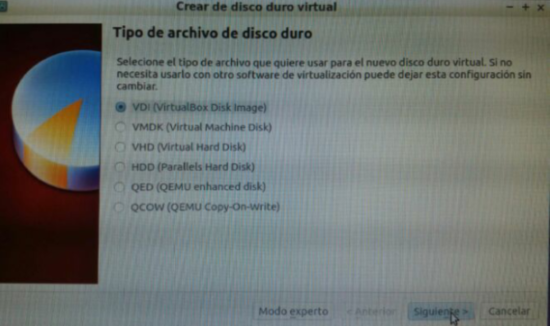 Crear de disco duro virtual
Tipo de archivo de disco duro
Selecione el tipo de archivo que quiere usar para el nuevo disco duro virtual. Si no
necesita usarlo con otro software de virtualización puede dejar esta configuración sin
cambiar.
VDI (VirtualBox Disk Image)
VMDK (Virtual Machine Disk)
VHD (Virtual Hard Disk)
HDD (Parallels Hard Disk)
QED (QEMU enhanced disk)
QCOW (QEMU Copy-On-Write)
Modo experto < Anterior Siguiente > Cancelar